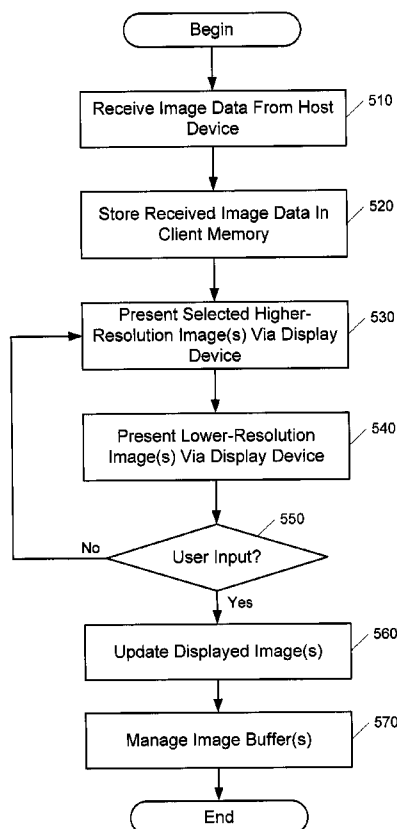 Begin
Receive Image Data From Host
Device
510
Store Received Image Data In
Client Memory
520
Present Selected Higher-
Resolution Image(s) Via Display
Device
530
Present Lower-Resolution
Image(s) Via Display Device
540
550
User Input?
No
Yes
Update Displayed Image(s)
560
Manage Image Buffer(s)
570
End